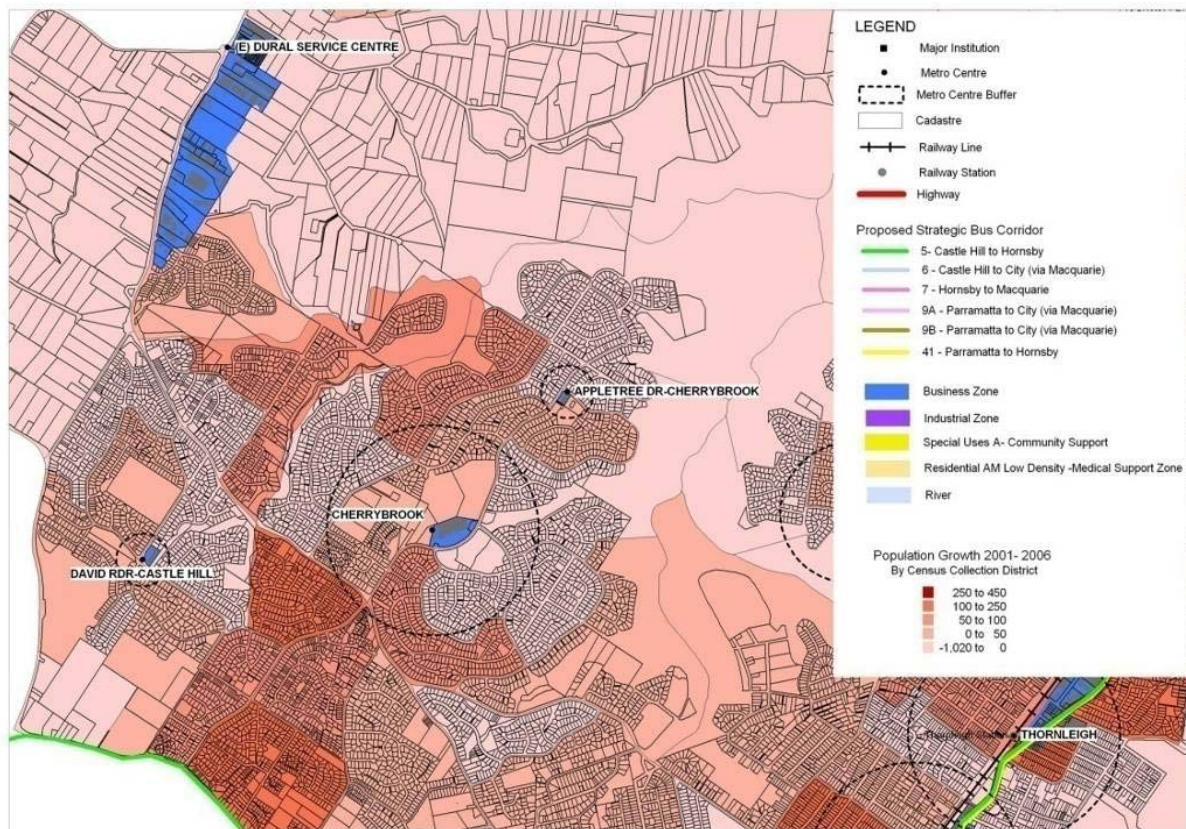 (E) DURAL SERVICE CENTRE
APPLETREE DR-CHERRYBROOK
CHERRYBROOK
DAVID RDR-CASTLE HILL
THORNLEIGH
LEGEND
Major Institution
Metro Centre
Metro Centre Buffer
Cadastre
Railway Line
Railway Station
Highway
Proposed Strategic Bus Corridor
5- Castle Hill to Hornsby
6 - Castle Hill to City (via Macquarie)
7 - Hornsby to Macquarie
9A - Parramatta to City (via Macquarie)
9B - Parramatta to City (via Macquarie)
41 - Parramatta to Hornsby
Business Zone
Industrial Zone
Special Uses A- Community Support
Residential AM Low Density -Medical Support Zone
River
Population Growth 2001- 2006
By Census Collection District
250 to 450
100 to 250
50 to 100
0 to 50
-1,020 to 0